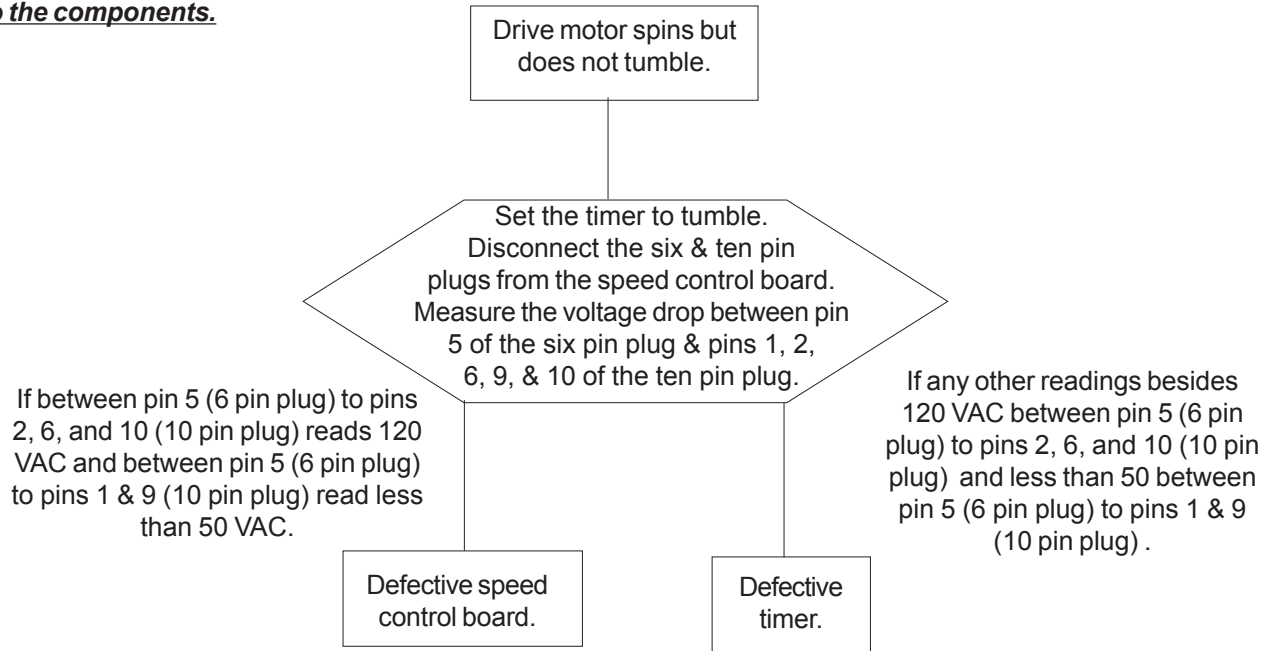 o the components.
Drive motor spins but
does not tumble.
Set the timer to tumble.
Disconnect the six & ten pin
plugs from the speed control board.
Measure the voltage drop between pin
5 of the six pin plug & pins 1, 2,
6, 9, & 10 of the ten pin plug.
If between pin 5 (6 pin plug) to pins
2, 6, and 10 (10 pin plug) reads 120
VAC and between pin 5 (6 pin plug)
to pins 1 & 9 (10 pin plug) read less
than 50 VAC.
If any other readings besides
120 VAC between pin 5 (6 pin
plug) to pins 2, 6, and 10 (10 pin
plug) and less than 50 between
pin 5 (6 pin plug) to pins 1 & 9
(10 pin plug) .
Defective speed
control board.
Defective
timer.